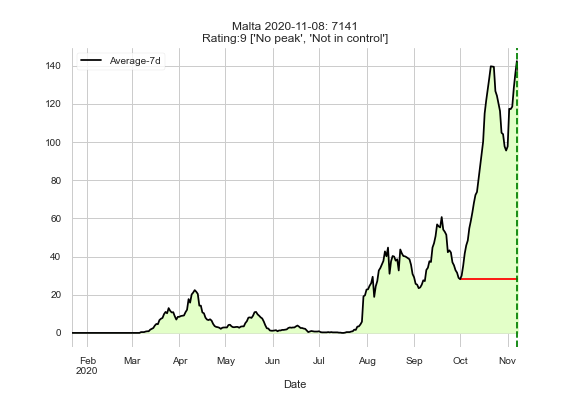 Malta 2020-11-08: 7141
Rating:9 ['No peak', 'Not in control']
Average-7d
140
120
100
80
60
40
20
0
Feb Mar Apr May Jun Jul Aug Sep Oct Nov
2020
Date